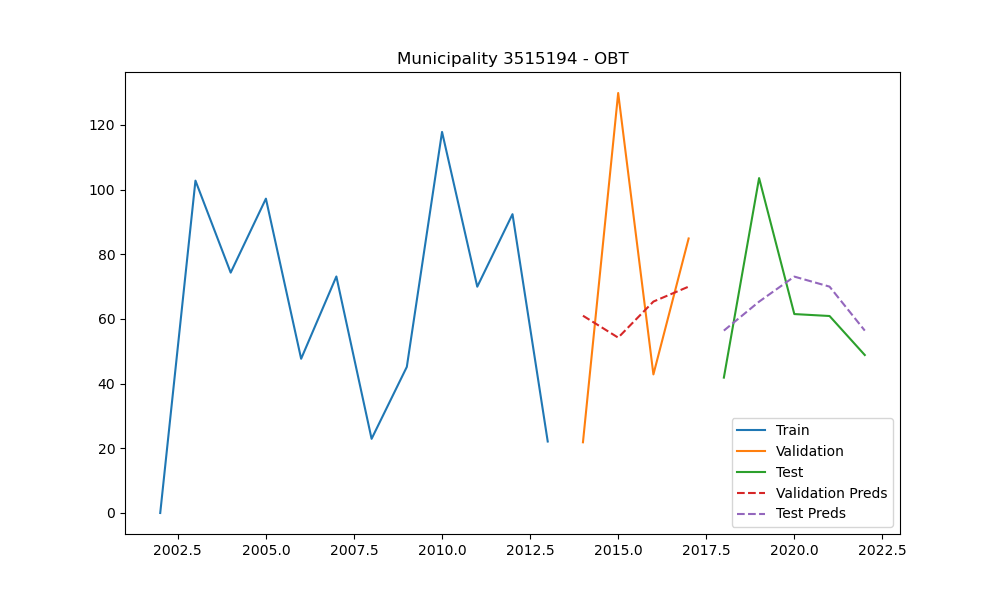 Municipality 3515194 - OBT
120
100
80
60
40
20
0
2002.5 2005.0 2007.5 2010.0 2012.5 2015.0 2017.5 2020.0 2022.5
Train
Validation
Test
Validation Preds
Test Preds